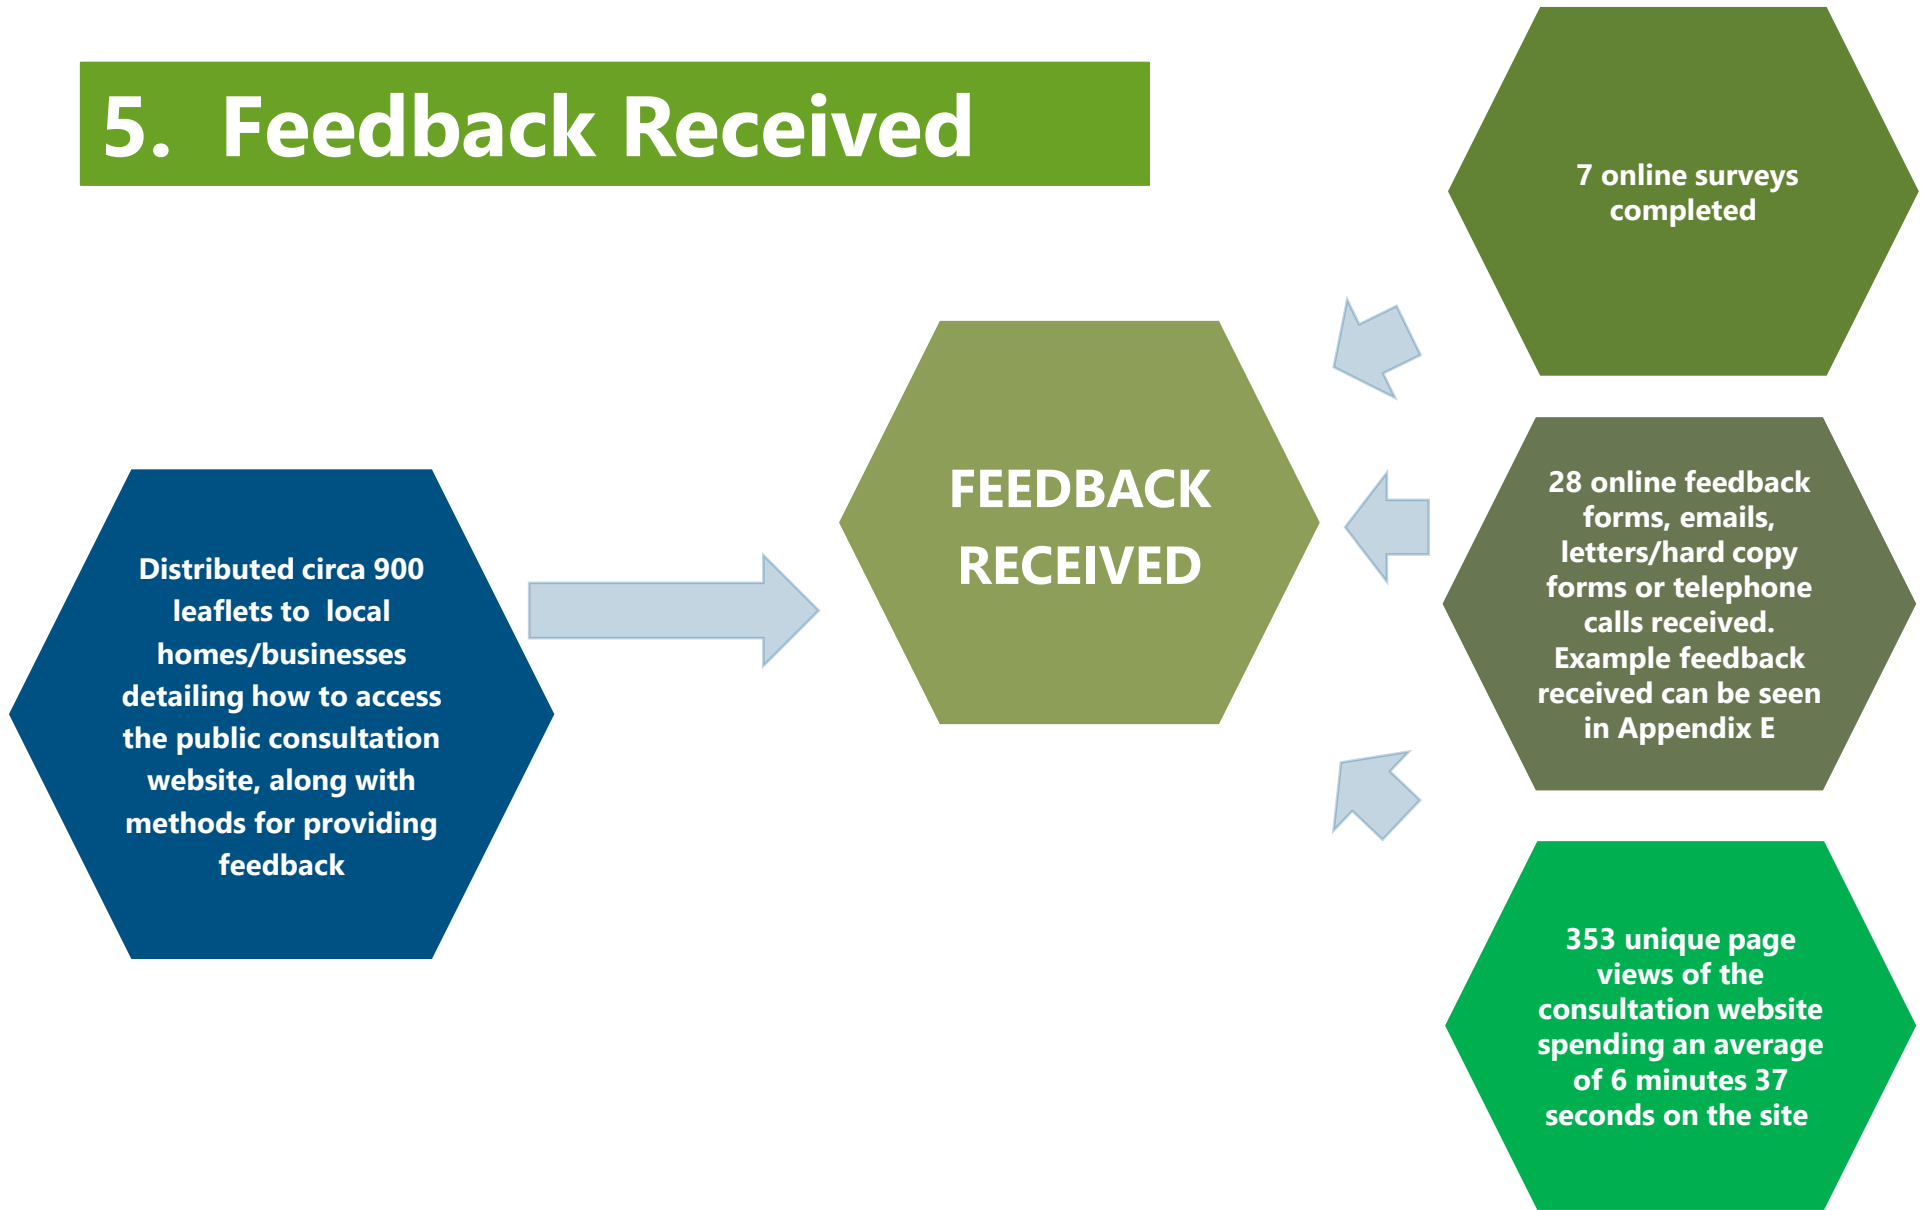 5. Feedback Received
Distributed circa 900
leaflets to local
homes/businesses
detailing how to access
the public consultation
website, along with
methods for providing
feedback
FEEDBACK
RECEIVED
7 online surveys
completed
28 online feedback
forms, emails,
letters/hard copy
forms or telephone
calls received.
Example feedback
received can be seen
in Appendix E
353 unique page
views of the
consultation website
spending an average
of 6 minutes 37
seconds on the site